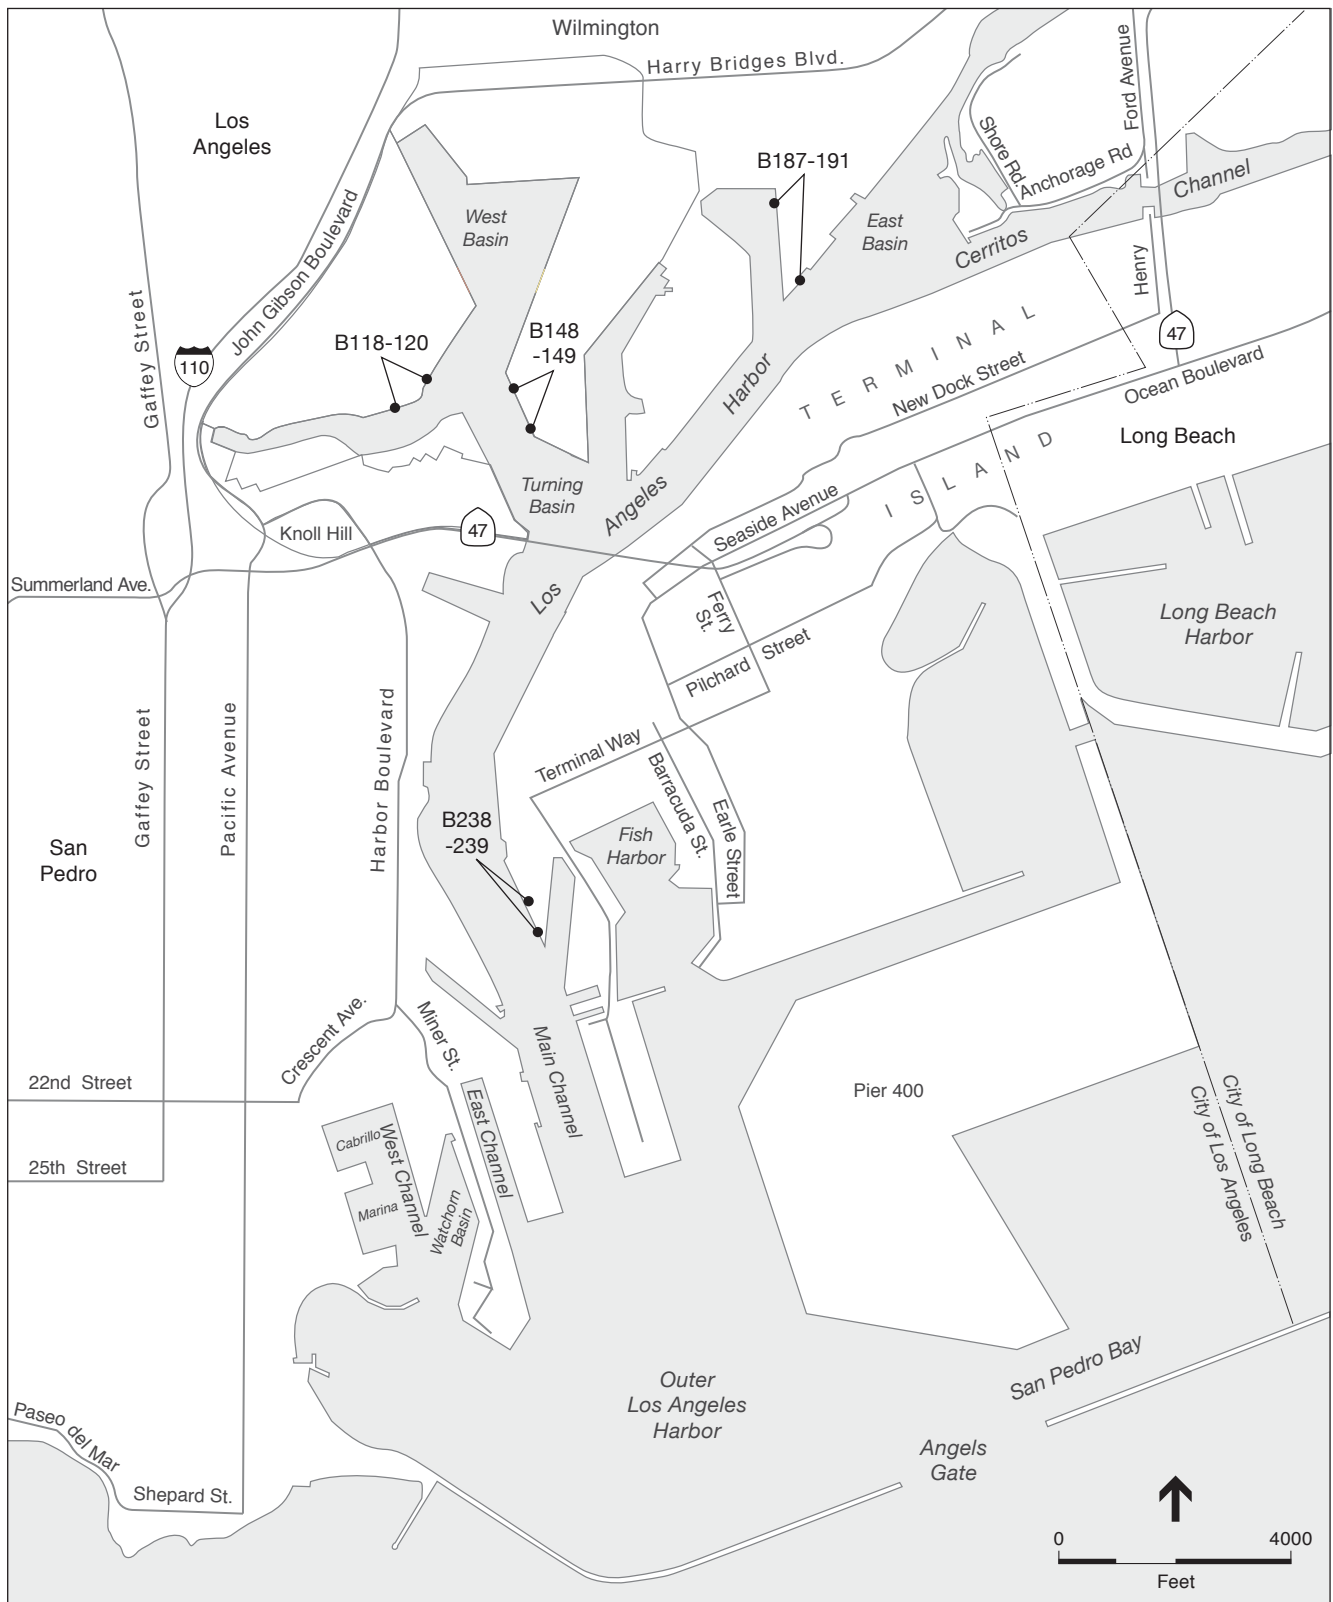 Wilmington
Harry Bridges Blvd.
Ford Avenue
Los
Angeles
Shore Rd.
Anchorage Rd
B187-191
Channel
West
Basin
East
Basin
Cerritos
John Gibson Boulevard
Henry
Gaffey Street
B118-120
B148
-149
110
47
TERMINAL
New Dock Street
Harbor
Ocean Boulevard
Long Beach
ISLAND
Turning
Basin
Angeles
Seaside Avenue
Knoll Hill
47
Summerland Ave.
Los
Ferry
St.
Long Beach
Harbor
Pilchard Street
Gaffey Street
Pacific Avenue
Harbor Boulevard
Terminal Way
Barracuda St.
Earle Street
B238
-239
Fish
Harbor
San
Pedro
Crescent Ave.
Miner St.
Main Channel
22nd Street
East Channel
Pier 400
City of Long Beach
City of Los Angeles
Cabrillo
Marina
West Channel
25th Street
Watchorn
Basin
San Pedro Bay
Outer
Los Angeles
Harbor
Angels
Gate
Paseo del Mar
Shepard St.
0 4000
Feet